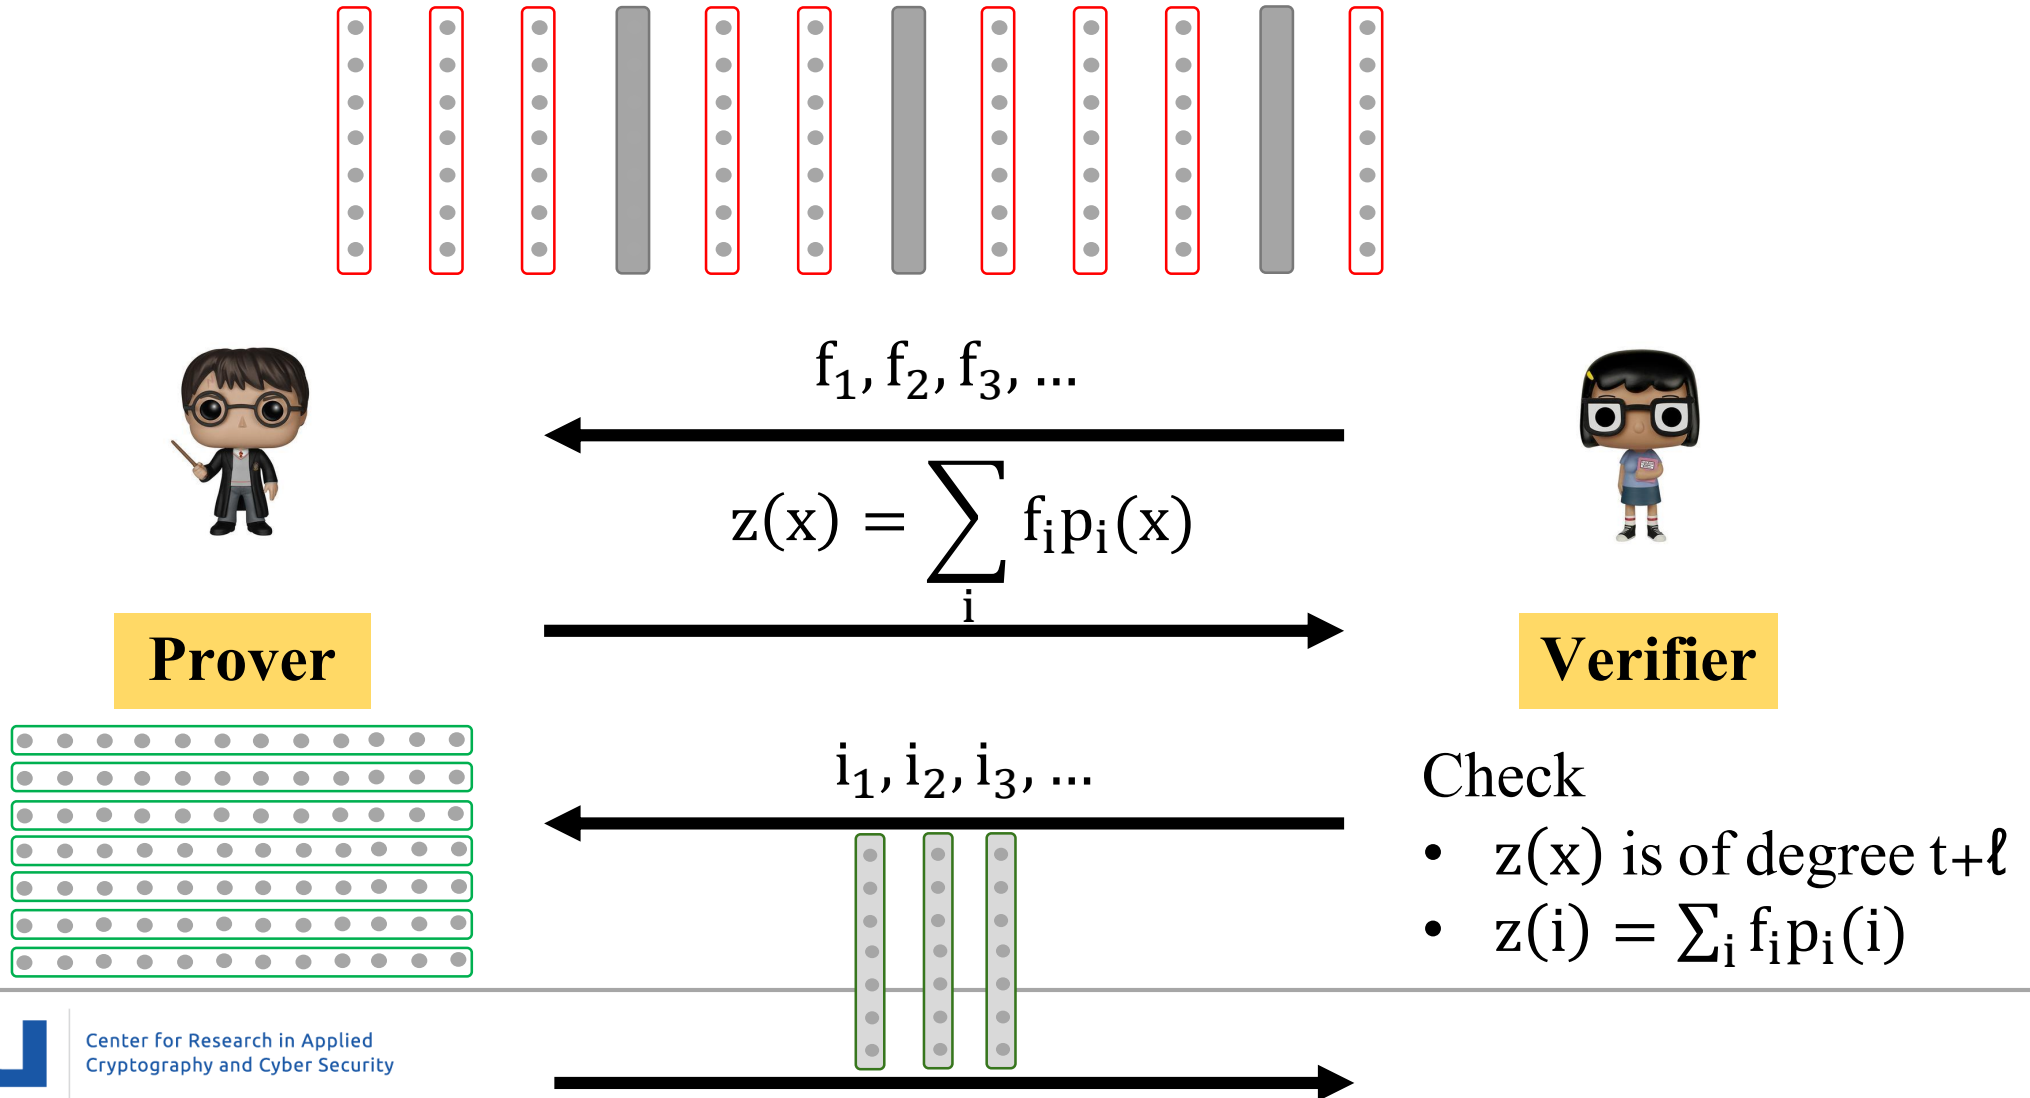 f₁, f₂, f₃, …
z(x) = ∑ᵢ fᵢpᵢ(x)
Prover
Verifier
i₁, i₂, i₃, …
Check
• z(x) is of degree t+ℓ
• z(i) = ∑ᵢ fᵢpᵢ(i)
Center for Research in Applied
Cryptography and Cyber Security